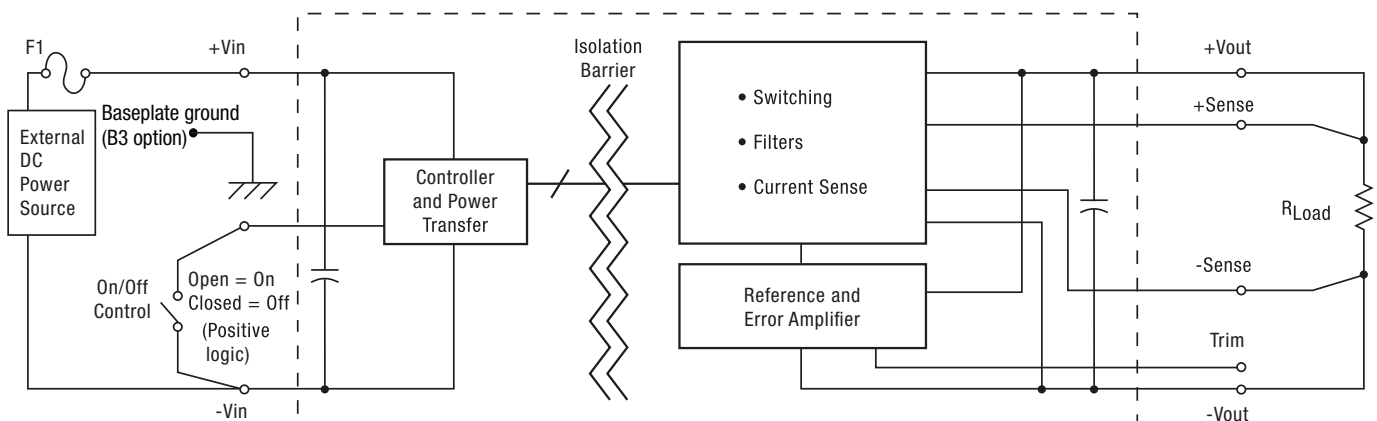 F1
+Vin
Isolation
Barrier
+Vout
+Sense
Baseplate ground
(B3 option)
External
DC
Power
Source
• Switching
• Filters
• Current Sense
Controller
and Power
Transfer
RLoad
On/Off
Control
Open = On
Closed = Off
(Positive
logic)
Reference and
Error Amplifier
-Sense
Trim
-Vin
-Vout